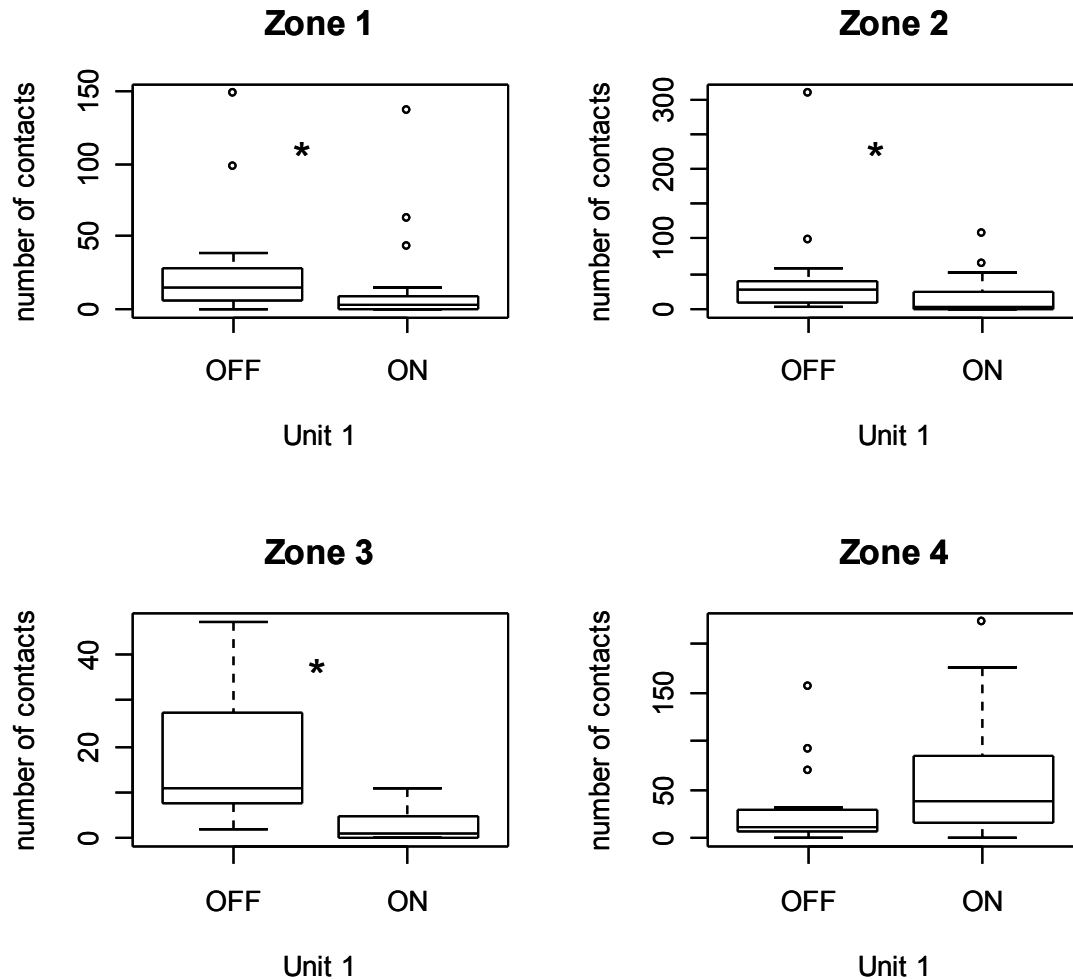 Zone 1
number of contacts
150
100
50
0
*
OFF ON
Unit 1
Zone 2
number of contacts
300
200
100
0
*
OFF ON
Unit 1
Zone 3
number of contacts
40
20
0
*
OFF ON
Unit 1
Zone 4
number of contacts
150
50
0
OFF ON
Unit 1